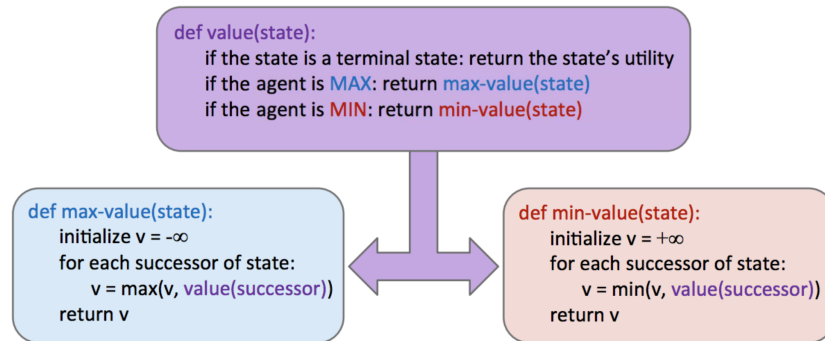 def value(state):
if the state is a terminal state: return the state’s utility
if the agent is MAX: return max-value(state)
if the agent is MIN: return min-value(state)
def max-value(state):
initialize v = -∞
for each successor of state:
v = max(v, value(successor))
return v
def min-value(state):
initialize v = +∞
for each successor of state:
v = min(v, value(successor))
return v